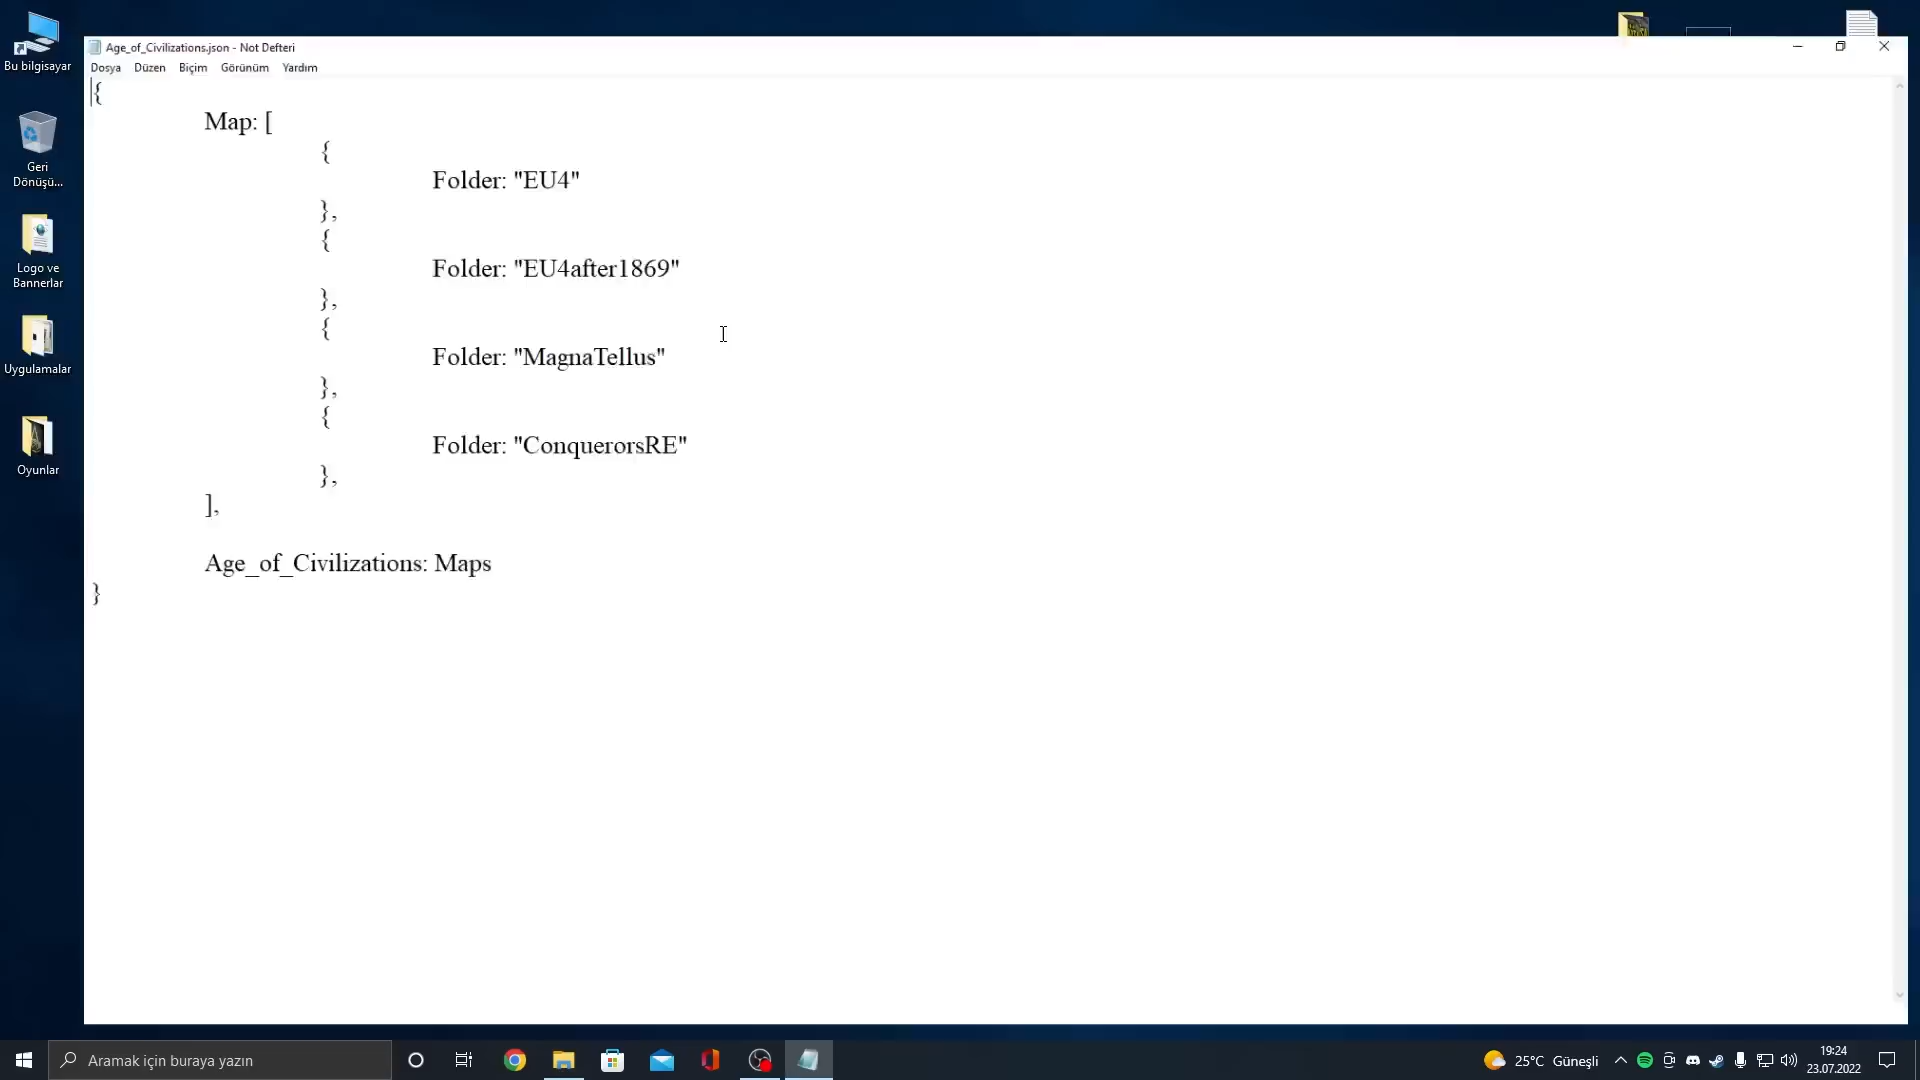 Bu bilgisayar
Geri
Dönüşü...
Logo ve
Bannerlar
Uygulamalar
Oyunlar
Age_of_Civilizations.json - Not Defteri
Dosya Düzen Biçim Görünüm Yardım
{
Map: [
{
Folder: "EU4"
},
{
Folder: "EU4after1869"
},
{
Folder: "MagnaTellus"
},
{
Folder: "ConquerorsRE"
},
],
Age_of_Civilizations: Maps
}
Aramak için buraya yazın
25°C Güneşli
19:24
23.07.2022